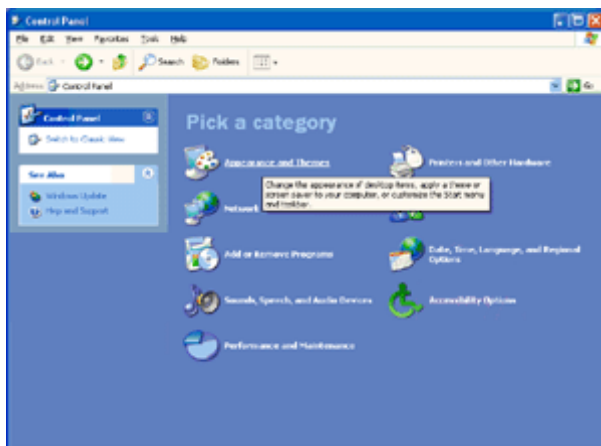 Control Panel
File Edit View Favorites Tools Help
Back Search Folders
Address Control Panel Go
Control Panel
Switch to Classic View
See Also
Windows Update
Help and Support
Pick a category
Appearance and Themes
Printers and Other Hardware
Change the appearance of desktop items, apply a theme or
screen saver to your computer, or customize the Start menu
and taskbar.
Network
Add or Remove Programs
Date, Time, Language, and Regional
Options
Sounds, Speech, and Audio Devices
Accessibility Options
Performance and Maintenance